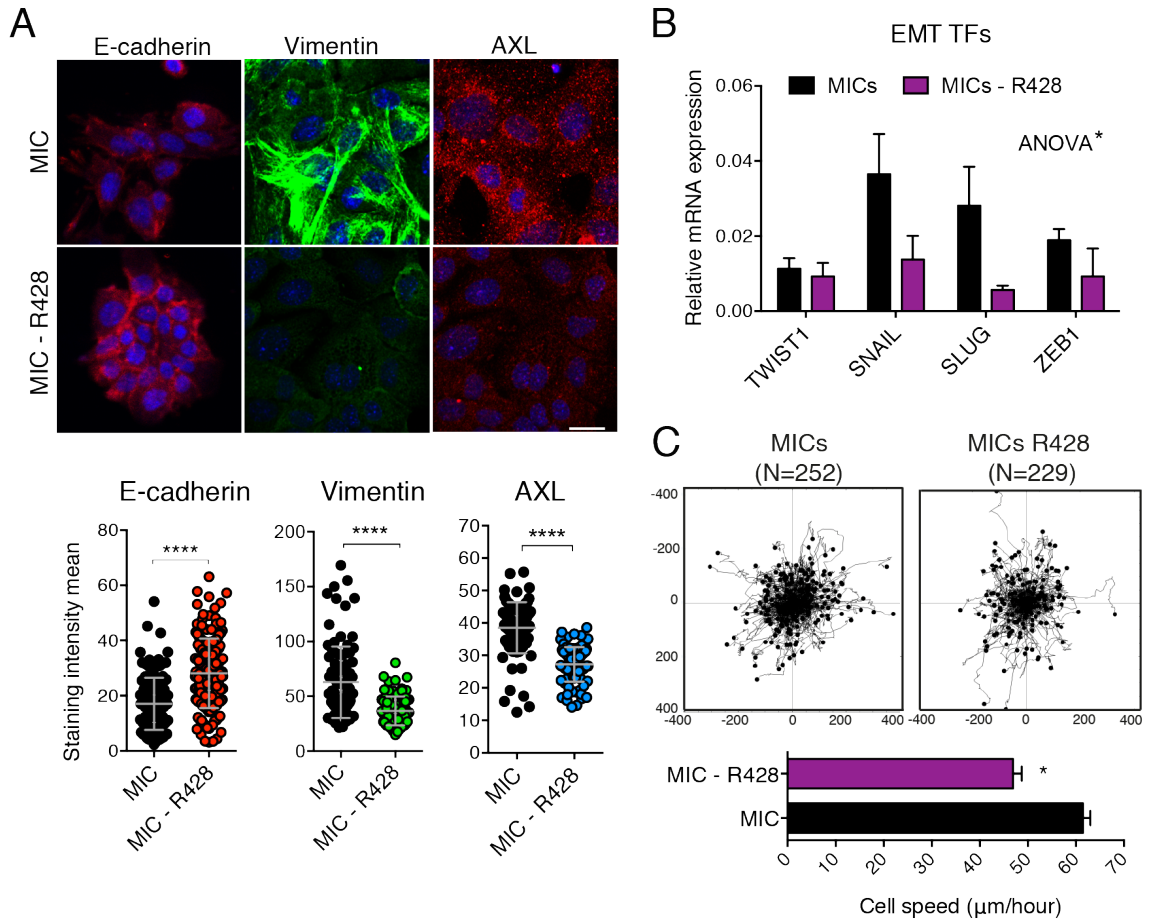 A
E-cadherin Vimentin AXL
MIC
MIC - R428
E-cadherin Vimentin AXL
Staining intensity mean
80
60
40
20
0
****
MIC
MIC - R428
200
150
100
50
0
****
MIC
MIC - R428
70
60
50
40
30
20
10
0
****
MIC
MIC - R428
B
EMT TFs
MICs MICs - R428
ANOVA*
Relative mRNA expression
0.06
0.04
0.02
0.00
TWIST1 SNAIL SLUG ZEB1
C
MICs MICs R428
(N=252) (N=229)
-400
-200
0
200
400
-400 -200 0 200 400
-400 -200 0 200 400
MIC - R428 *
MIC
0 10 20 30 40 50 60 70
Cell speed (µm/hour)